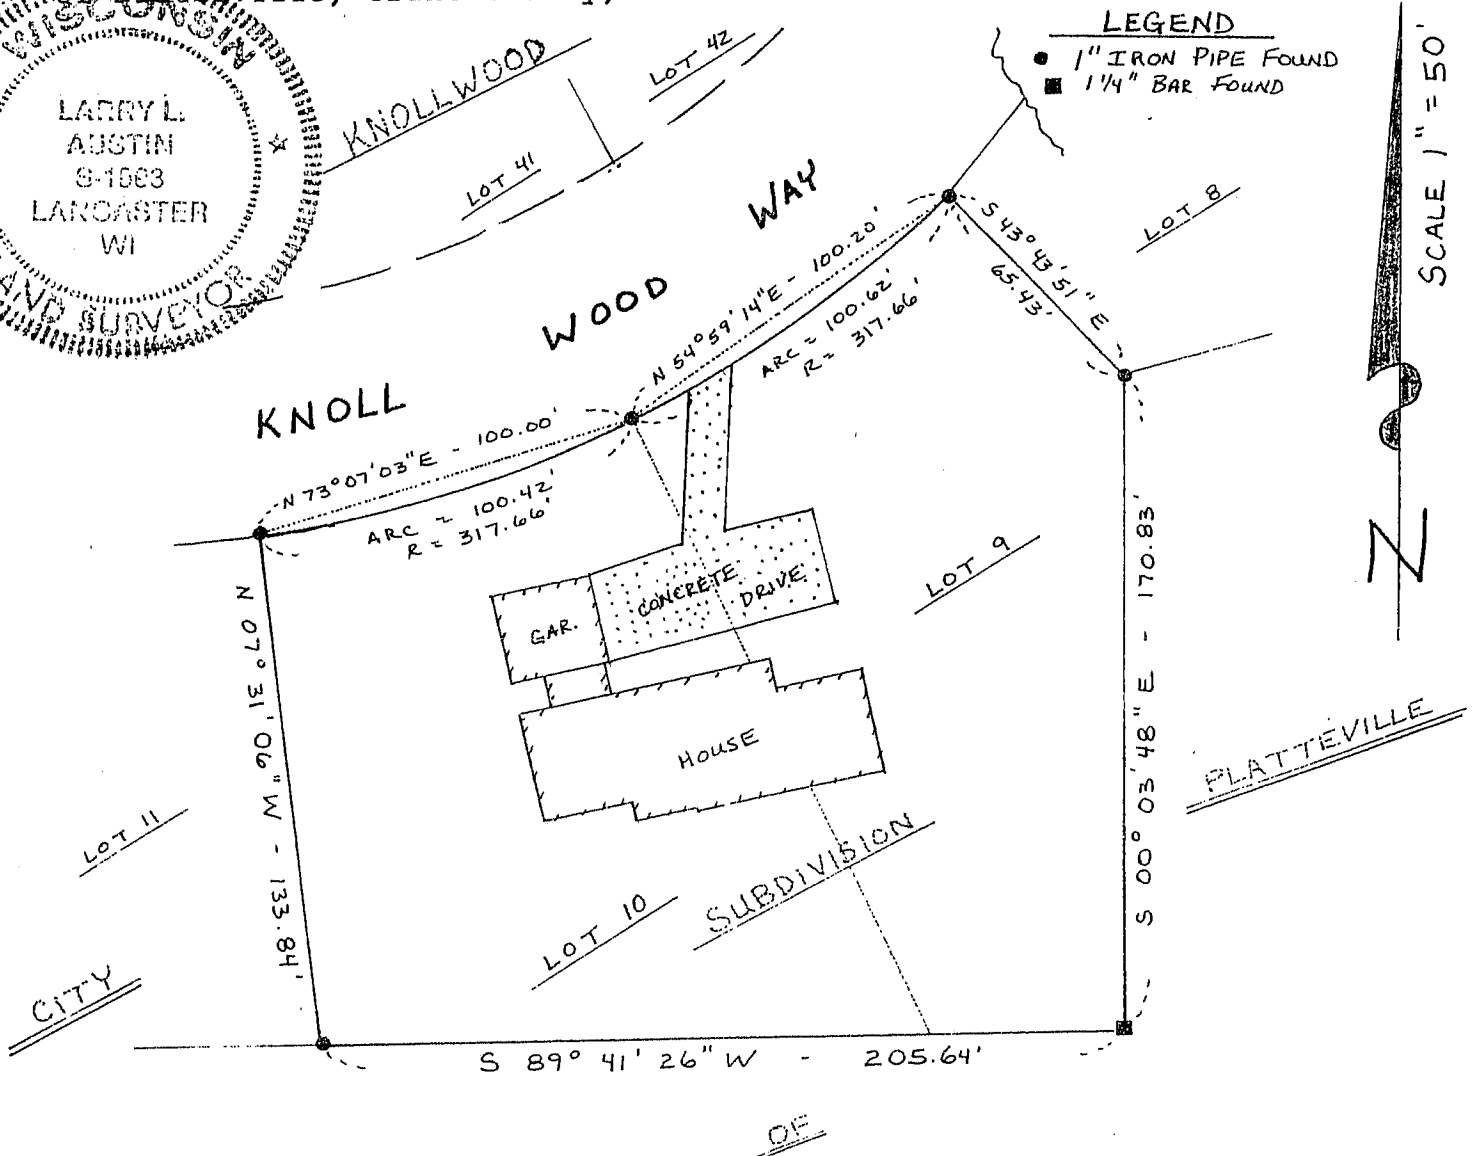 WISCONSIN
LARRY L.
AUSTIN
S-1563
LANCASTER
WI
LAND SURVEYOR
LEGEND
1" IRON PIPE FOUND
1 1/4" BAR FOUND
SCALE 1" = 50'
N
KNOLLWOOD
LOT 42
LOT 41
KNOLL WOOD WAY
LOT 8
S 43° 43' 51" E
65.43'
N 54° 59' 14" E - 100.20'
ARC = 100.62'
R = 317.66'
N 73° 07' 03" E - 100.00'
ARC = 100.42'
R = 317.66'
GAR.
CONCRETE DRIVE
LOT 9
HOUSE
N 07° 31' 06" W - 133.84'
S 00° 03' 48" E - 170.83'
PLATTEVILLE
LOT 11
SUBDIVISION
LOT 10
CITY
S 89° 41' 26" W - 205.64'
OF